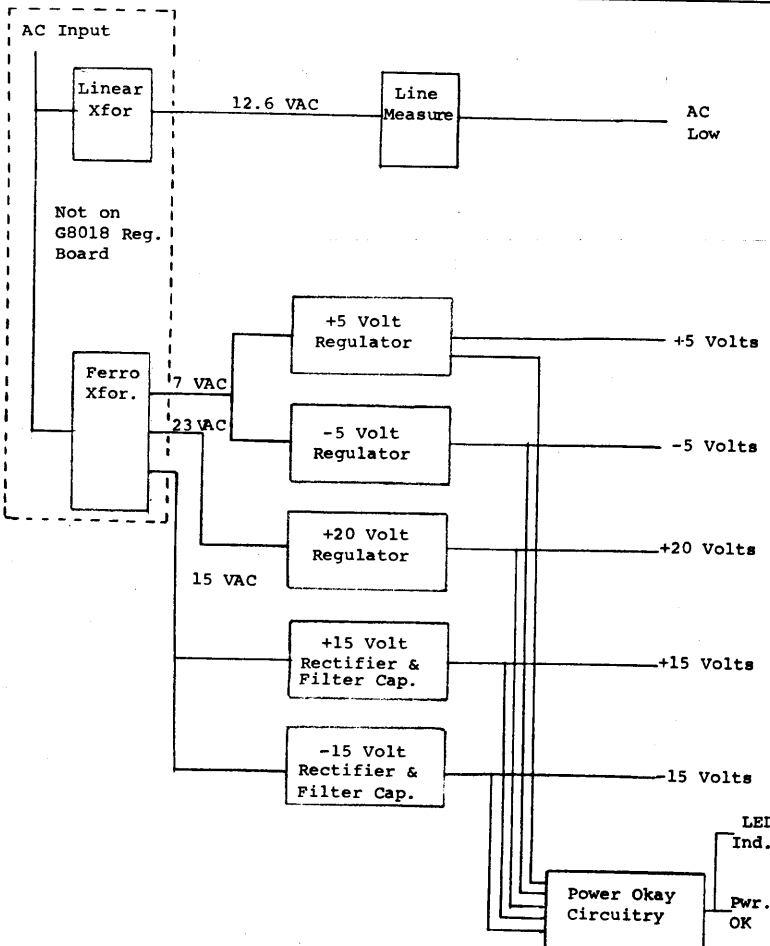 AC Input
Linear
Xfor
12.6 VAC
Line
Measure
AC
Low
Not on
G8018 Reg.
Board
+5 Volt
Regulator
+5 Volts
Ferro
Xfor.
7 VAC
23 VAC
-5 Volt
Regulator
-5 Volts
+20 Volt
Regulator
+20 Volts
15 VAC
+15 Volt
Rectifier &
Filter Cap.
+15 Volts
-15 Volt
Rectifier &
Filter Cap.
-15 Volts
LED
Ind.
Power Okay
Circuitry
Pwr.
OK